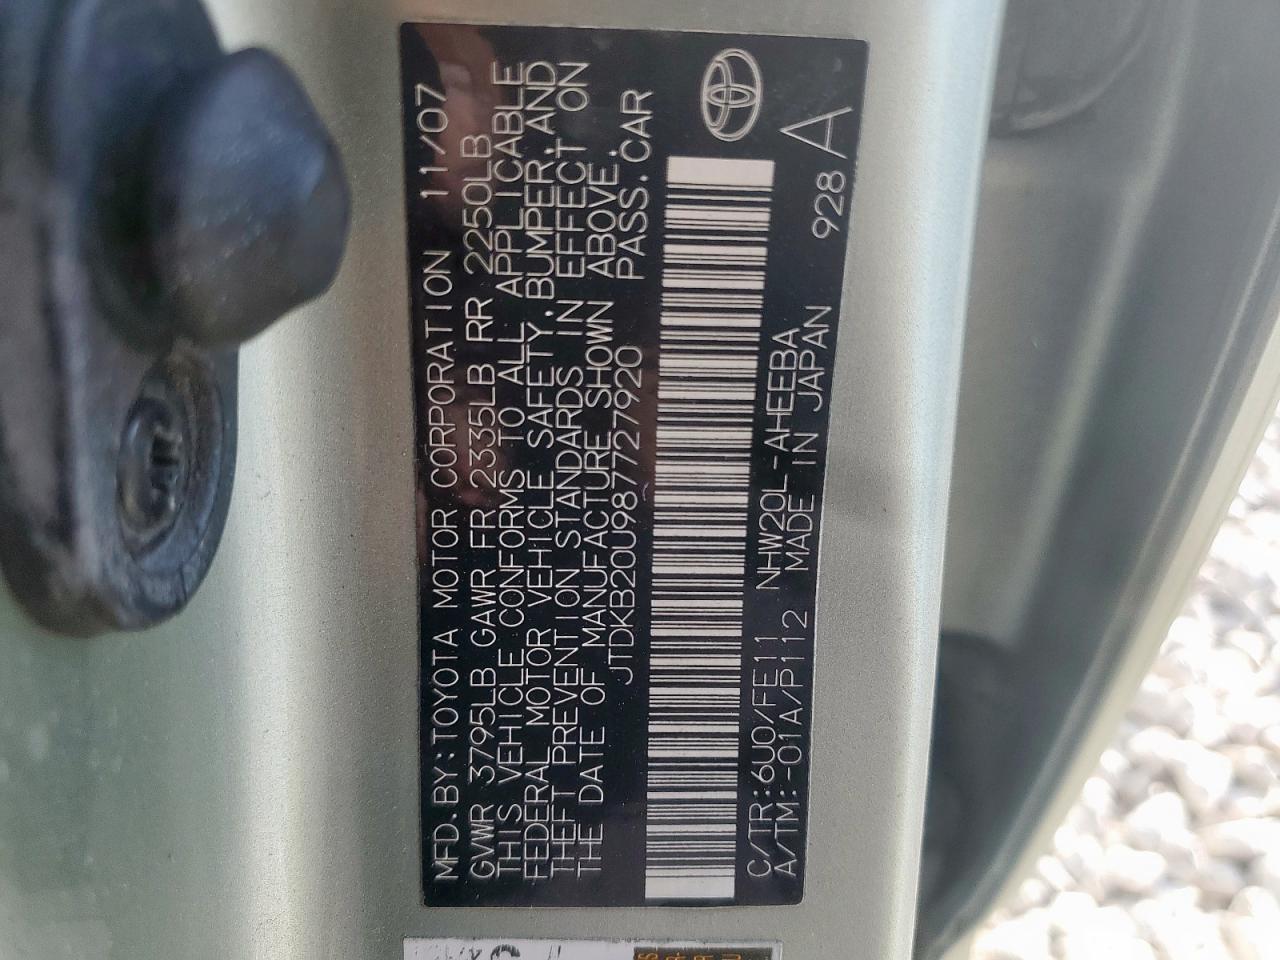 MFD.BY:TOYOTA MOTOR CORPORATION 11/07
GVWR 3795LB GAWR FR 2335LB RR 2250LB
THIS VEHICLE CONFORMS TO ALL APPLICABLE
FEDERAL MOTOR VEHICLE SAFETY, BUMPER, AND
THEFT PREVENTION STANDARDS IN EFFECT ON
THE DATE OF MANUFACTURE SHOWN ABOVE.
JTDKB20U987727920 PASS.CAR
C/TR:6U0/FE11 NHW20L-AHEEBA
A/TM:-01A/P112 MADE IN JAPAN 928 A